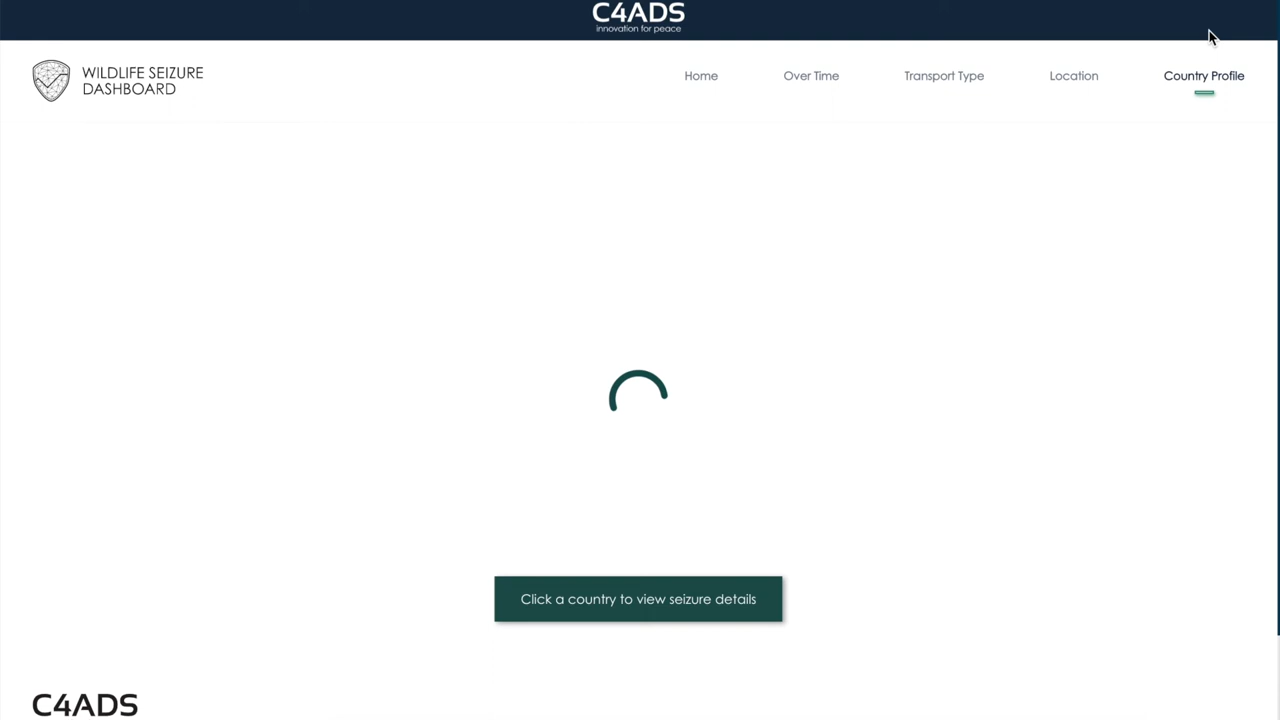 C4ADS
innovation for peace
WILDLIFE SEIZURE
DASHBOARD
Home
Over Time
Transport Type
Location
Country Profile
Click a country to view seizure details
C4ADS